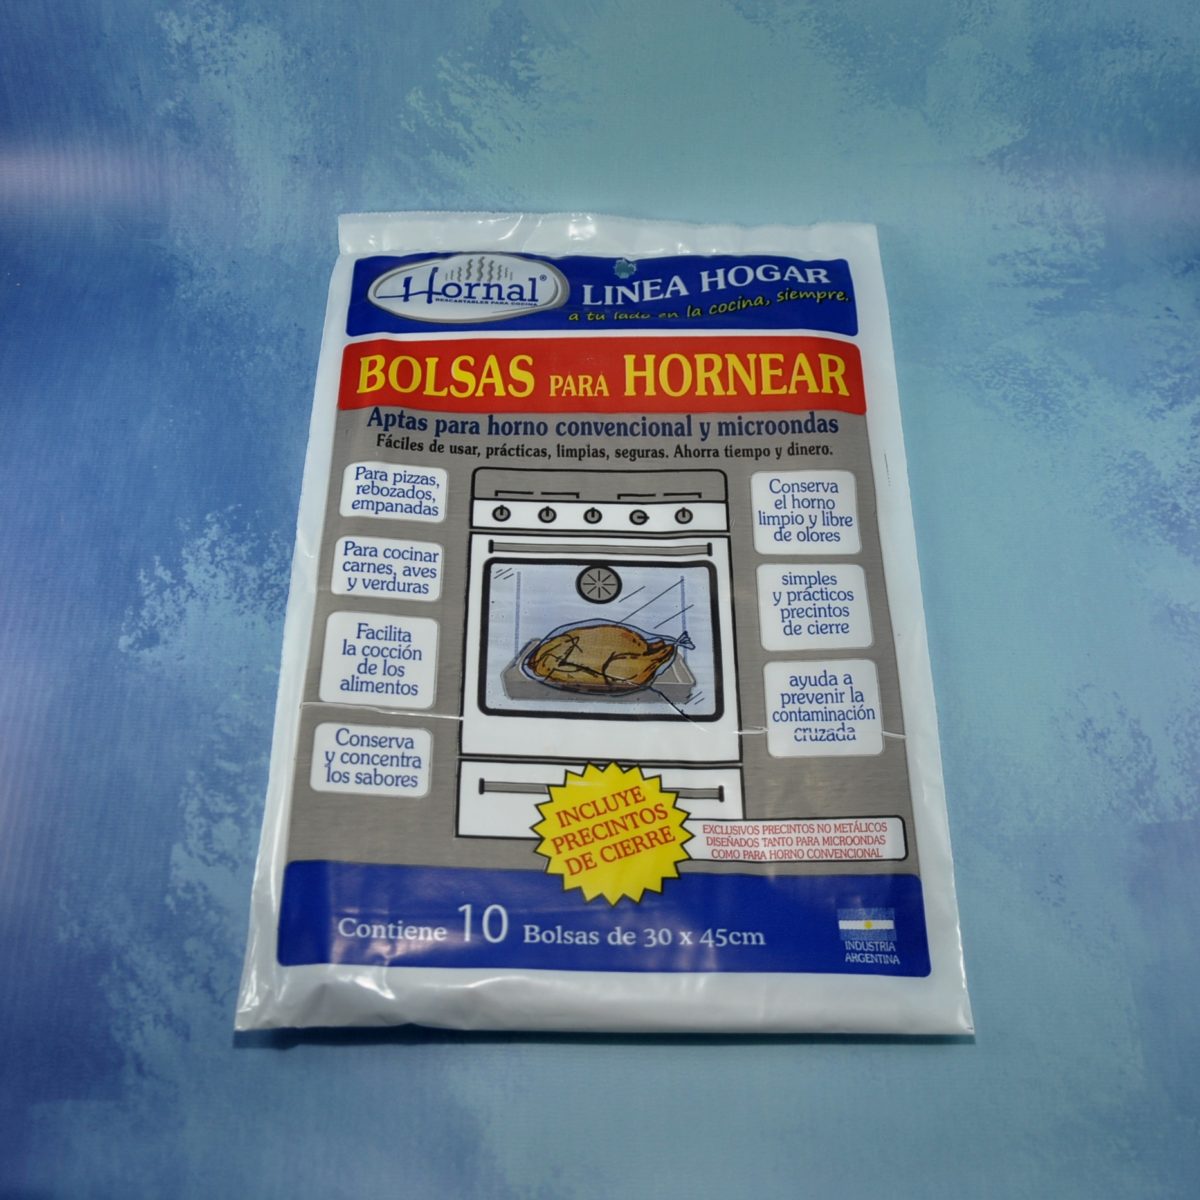 Hornal®
DESCARTABLES PARA COCINA
LINEA HOGAR
a tu lado en la cocina, siempre.
BOLSAS PARA HORNEAR
Aptas para horno convencional y microondas
Fáciles de usar, prácticas, limpias, seguras. Ahorra tiempo y dinero.
Para pizzas,
rebozados,
empanadas
Para cocinar
carnes, aves
y verduras
Facilita
la cocción
de los
alimentos
Conserva
y concentra
los sabores
Conserva
el horno
limpio y libre
de olores
simples
y prácticos
precintos
de cierre
ayuda a
prevenir la
contaminación
cruzada
INCLUYE
PRECINTOS
DE CIERRE
EXCLUSIVOS PRECINTOS NO METÁLICOS
DISEÑADOS TANTO PARA MICROONDAS
COMO PARA HORNO CONVENCIONAL
Contiene 10 Bolsas de 30 x 45cm
INDUSTRIA
ARGENTINA